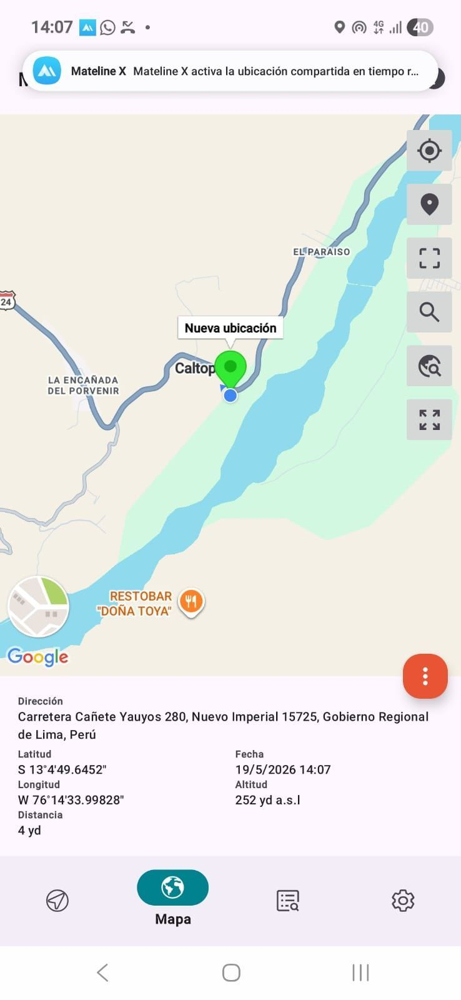 14:07
4G
40
Mateline X Mateline X activa la ubicación compartida en tiempo r...
EL PARAISO
24
Nueva ubicación
Caltop
LA ENCAÑADA
DEL PORVENIR
RESTOBAR
"DOÑA TOYA"
Google
Dirección
Carretera Cañete Yauyos 280, Nuevo Imperial 15725, Gobierno Regional
de Lima, Perú
Latitud
S 13°4'49.6452"
Fecha
19/5/2026 14:07
Longitud
W 76°14'33.99828"
Altitud
252 yd a.s.l
Distancia
4 yd
Mapa